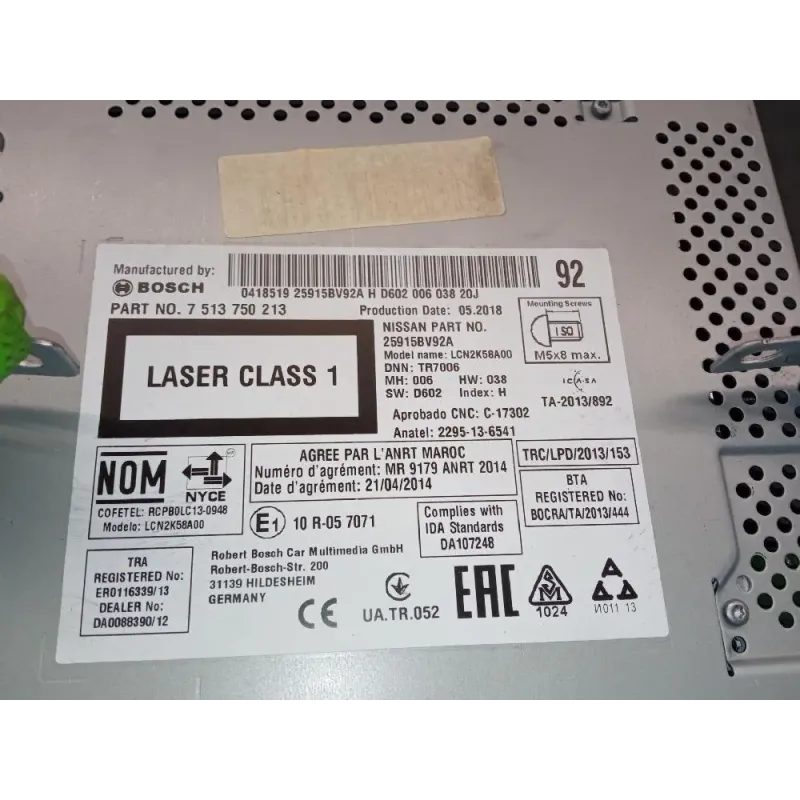 Manufactured by:
BOSCH
0418519 25915BV92A H D602 006 038 20J
92
PART NO. 7 513 750 213
Production Date: 05.2018
LASER CLASS 1
NISSAN PART NO.
25915BV92A
Model name: LCN2K58A00
DNN: TR7006
MH: 006 HW: 038
SW: D602 Index: H
Aprobado CNC: C-17302
Anatel: 2295-13-6541
Mounting Screws
ISO
M5x8 max.
ICASA
TA-2013/892
NOM
NYCE
COFETEL: RCPBOLC13-0948
Modelo: LCN2K58A00
AGREE PAR L'ANRT MAROC
Numéro d'agrément: MR 9179 ANRT 2014
Date d'agrément: 21/04/2014
TRC/LPD/2013/153
BTA
REGISTERED No:
BOCRA/TA/2013/444
E1 10 R-05 7071
Complies with
IDA Standards
DA107248
TRA
REGISTERED No:
ER0116339/13
DEALER No:
DA0088390/12
Robert Bosch Car Multimedia GmbH
Robert-Bosch-Str. 200
31139 HILDESHEIM
GERMANY
CE
UA.TR.052
EAC
1024
И011 13